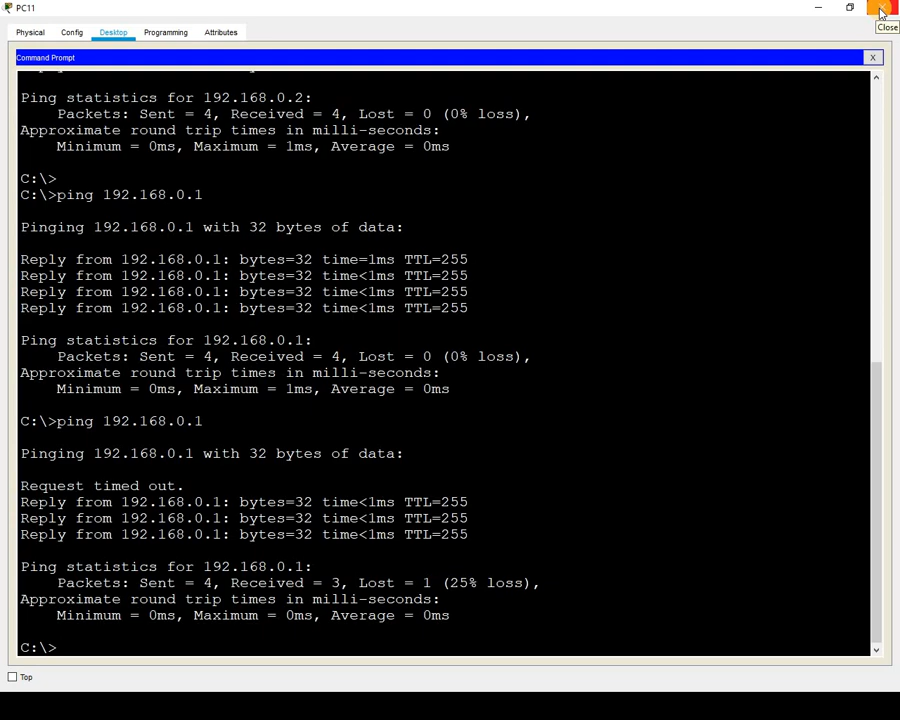 PC11
Close
Physical
Config
Desktop
Programming
Attributes
Command Prompt
X
Ping statistics for 192.168.0.2:
Packets: Sent = 4, Received = 4, Lost = 0 (0% loss),
Approximate round trip times in milli-seconds:
Minimum = 0ms, Maximum = 1ms, Average = 0ms
C:\>
C:\>ping 192.168.0.1
Pinging 192.168.0.1 with 32 bytes of data:
Reply from 192.168.0.1: bytes=32 time=1ms TTL=255
Reply from 192.168.0.1: bytes=32 time<1ms TTL=255
Reply from 192.168.0.1: bytes=32 time<1ms TTL=255
Reply from 192.168.0.1: bytes=32 time<1ms TTL=255
Ping statistics for 192.168.0.1:
Packets: Sent = 4, Received = 4, Lost = 0 (0% loss),
Approximate round trip times in milli-seconds:
Minimum = 0ms, Maximum = 1ms, Average = 0ms
C:\>ping 192.168.0.1
Pinging 192.168.0.1 with 32 bytes of data:
Request timed out.
Reply from 192.168.0.1: bytes=32 time<1ms TTL=255
Reply from 192.168.0.1: bytes=32 time<1ms TTL=255
Reply from 192.168.0.1: bytes=32 time<1ms TTL=255
Ping statistics for 192.168.0.1:
Packets: Sent = 4, Received = 3, Lost = 1 (25% loss),
Approximate round trip times in milli-seconds:
Minimum = 0ms, Maximum = 0ms, Average = 0ms
C:\>
Top